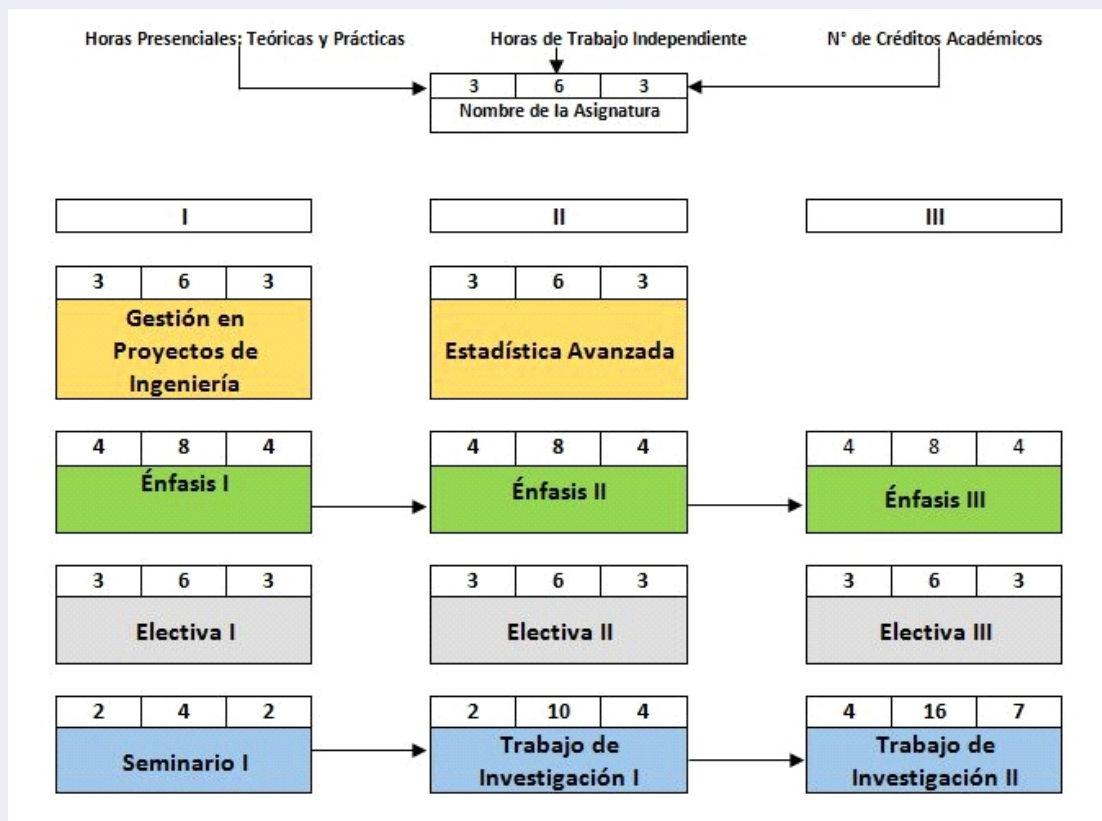 Horas Presenciales: Teóricas y Prácticas
Horas de Trabajo Independiente
N° de Créditos Académicos
3 6 3
Nombre de la Asignatura
I II III
3 6 3
Gestión en
Proyectos de
Ingeniería
3 6 3
Estadística Avanzada
4 8 4
Énfasis I
4 8 4
Énfasis II
4 8 4
Énfasis III
3 6 3
Electiva I
3 6 3
Electiva II
3 6 3
Electiva III
2 4 2
Seminario I
2 10 4
Trabajo de
Investigación I
4 16 7
Trabajo de
Investigación II